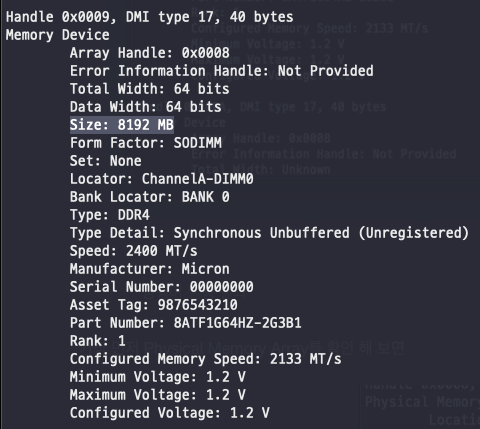 Handle 0x0009, DMI type 17, 40 bytes
Memory Device
Array Handle: 0x0008
Error Information Handle: Not Provided
Total Width: 64 bits
Data Width: 64 bits
Size: 8192 MB
Form Factor: SODIMM
Set: None
Locator: ChannelA-DIMM0
Bank Locator: BANK 0
Type: DDR4
Type Detail: Synchronous Unbuffered (Unregistered)
Speed: 2400 MT/s
Manufacturer: Micron
Serial Number: 00000000
Asset Tag: 9876543210
Part Number: 8ATF1G64HZ-2G3B1
Rank: 1
Configured Memory Speed: 2133 MT/s
Minimum Voltage: 1.2 V
Maximum Voltage: 1.2 V
Configured Voltage: 1.2 V